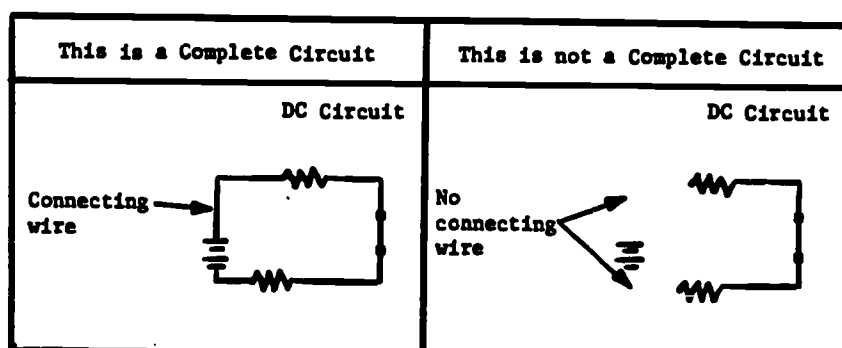 This is a Complete Circuit
This is not a Complete Circuit
DC Circuit
Connecting
wire
DC Circuit
No
connecting
wire